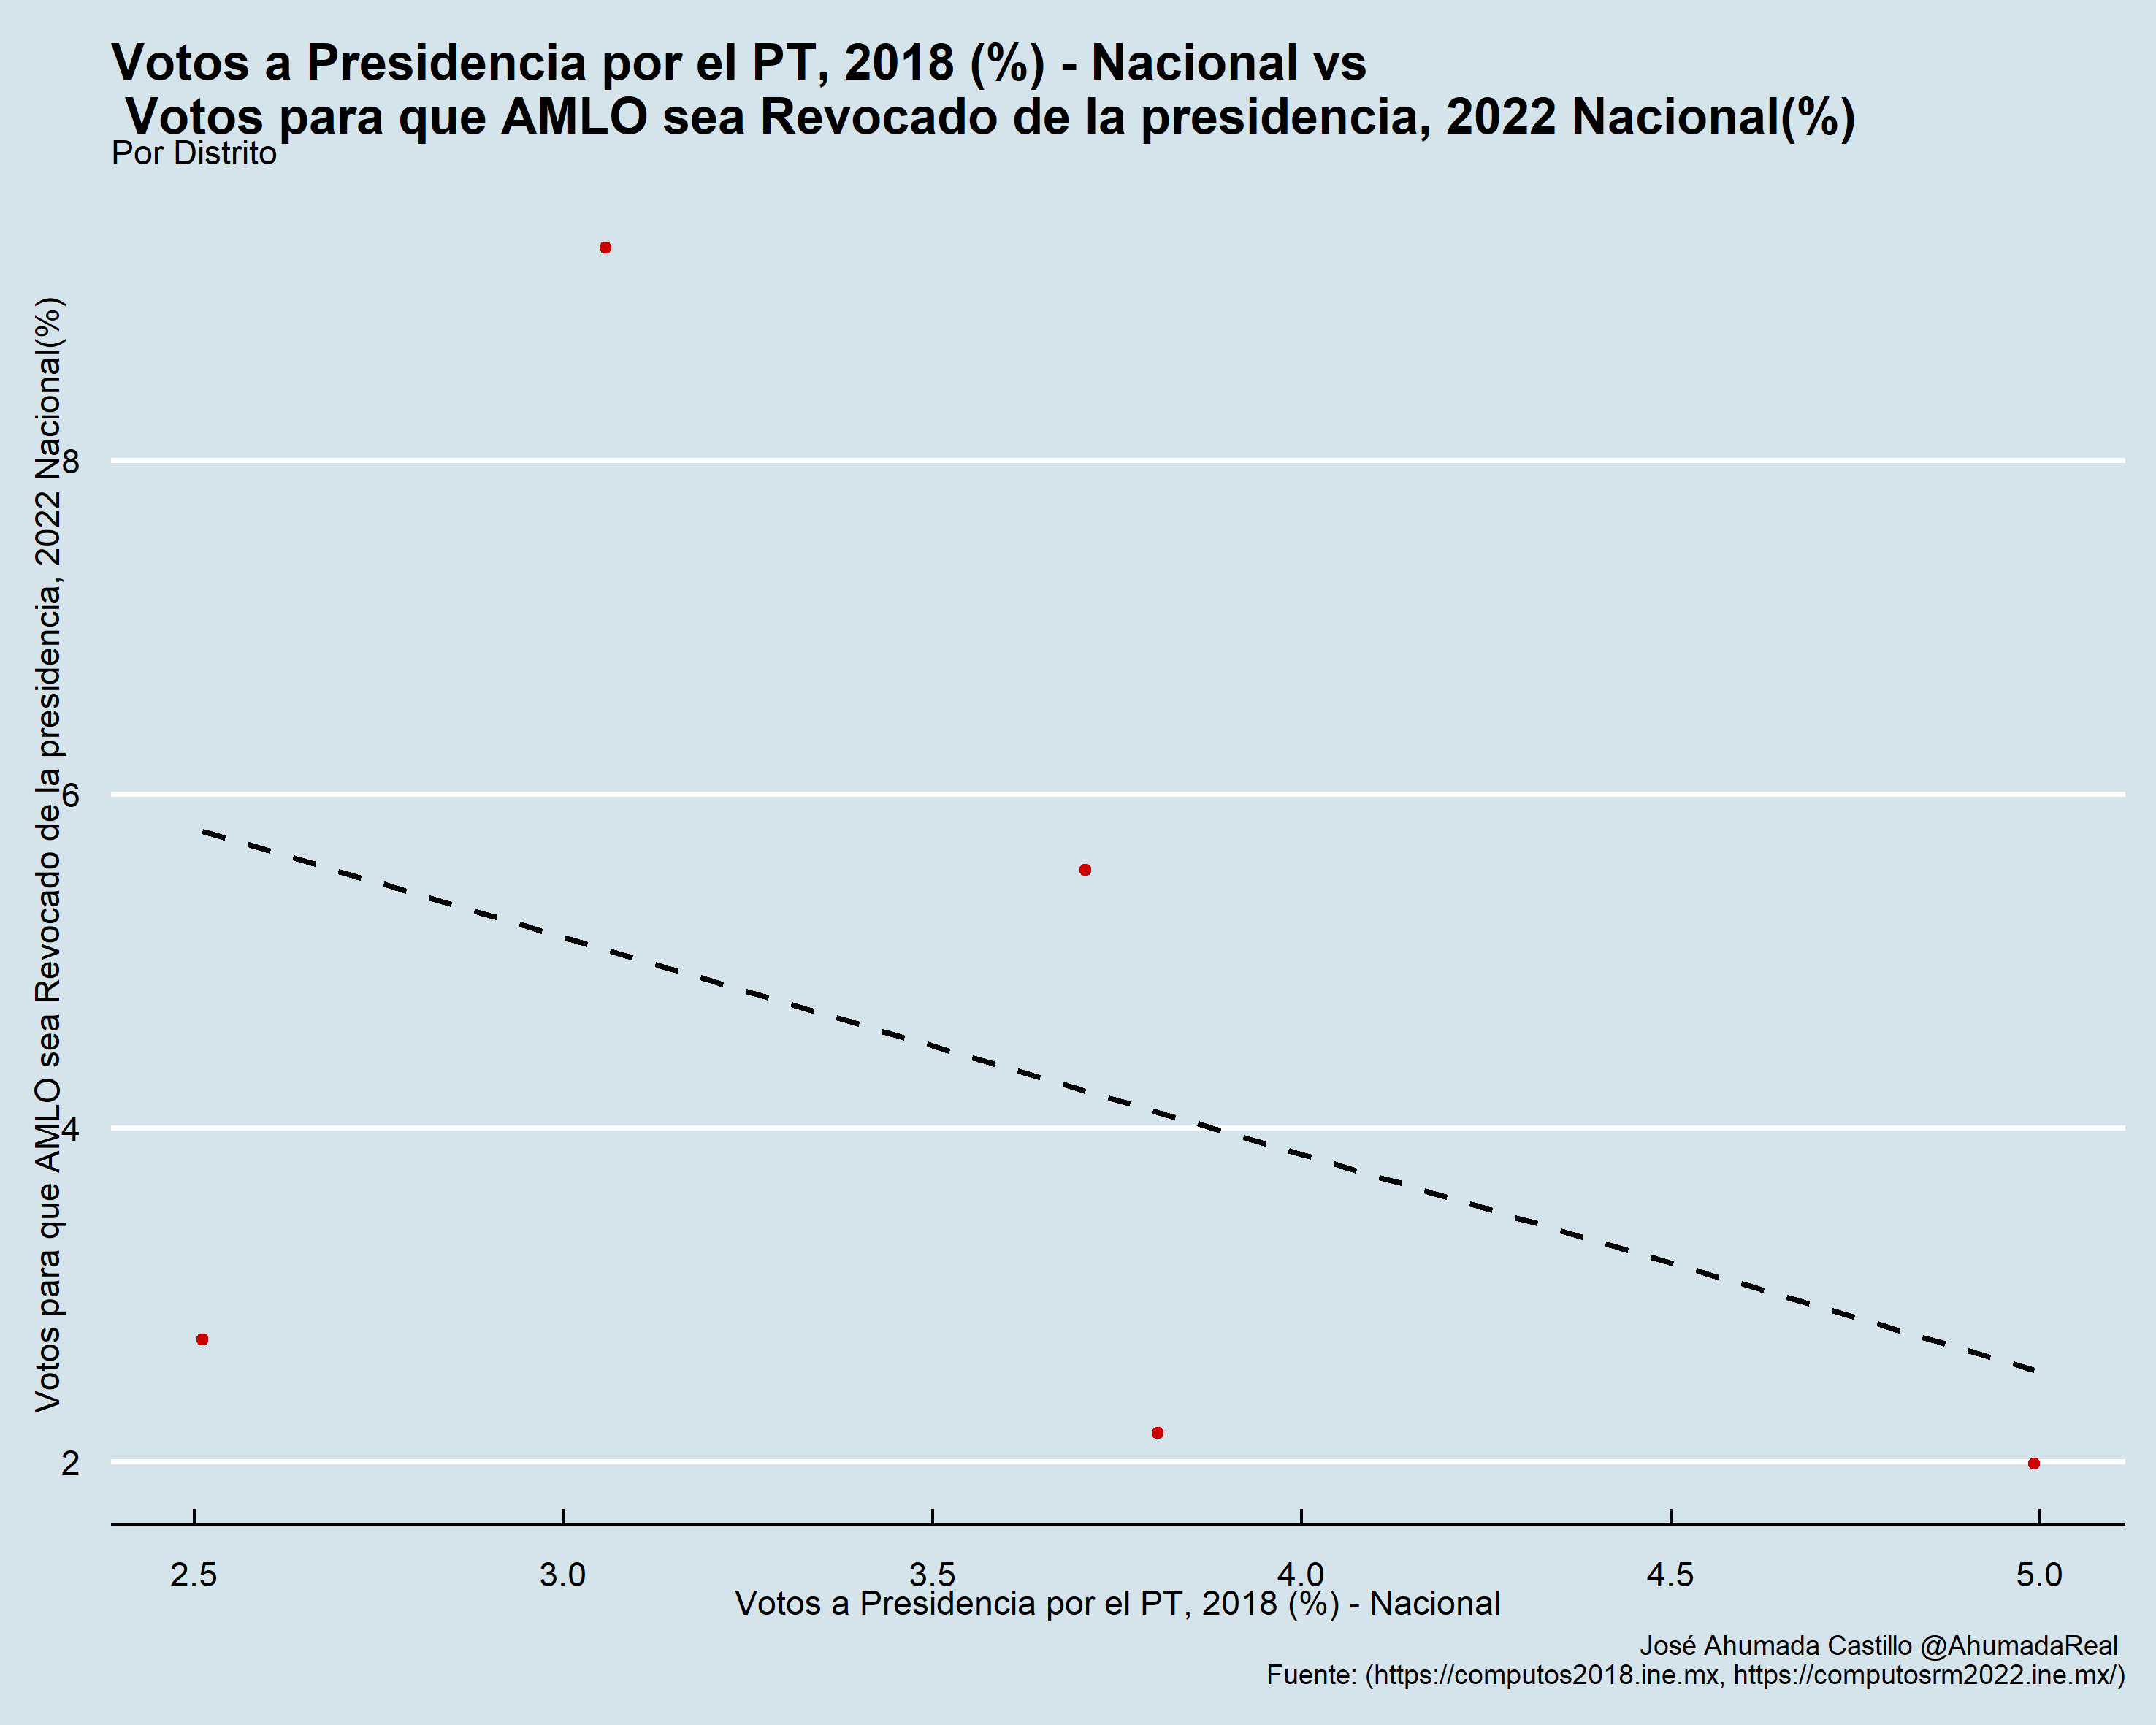 Votos a Presidencia por el PT, 2018 (%) - Nacional vs
Votos para que AMLO sea Revocado de la presidencia, 2022 Nacional(%)
Por Distrito
Votos para que AMLO sea Revocado de la presidencia, 2022 Nacional(%)
8
6
4
2
2.5 3.0 3.5 4.0 4.5 5.0
Votos a Presidencia por el PT, 2018 (%) - Nacional
José Ahumada Castillo @AhumadaReal
Fuente: (https://computos2018.ine.mx, https://computosrm2022.ine.mx/)